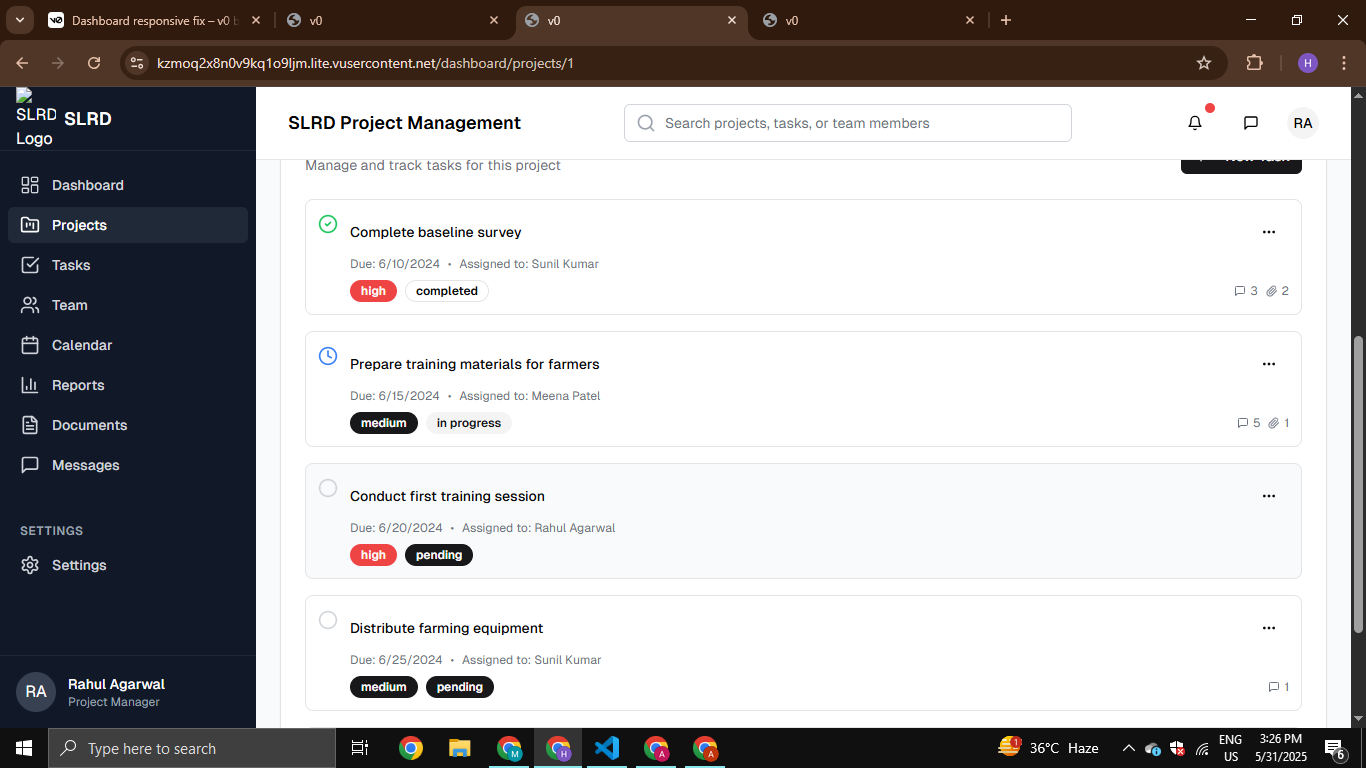 Dashboard responsive fix – v0 b
v0
v0
v0
kzmoq2x8n0v9kq1o9ljm.lite.vusercontent.net/dashboard/projects/1
H
SLRD Logo
SLRD
SLRD Project Management
Search projects, tasks, or team members
RA
Dashboard
Projects
Tasks
Team
Calendar
Reports
Documents
Messages
SETTINGS
Settings
RA
Rahul Agarwal
Project Manager
Manage and track tasks for this project
New Task
Complete baseline survey
Due: 6/10/2024 • Assigned to: Sunil Kumar
high completed
3 2
Prepare training materials for farmers
Due: 6/15/2024 • Assigned to: Meena Patel
medium in progress
5 1
Conduct first training session
Due: 6/20/2024 • Assigned to: Rahul Agarwal
high pending
Distribute farming equipment
Due: 6/25/2024 • Assigned to: Sunil Kumar
medium pending
1
Type here to search
M
H
A
A
1
36°C Haze
ENG
US
3:26 PM
5/31/2025
6